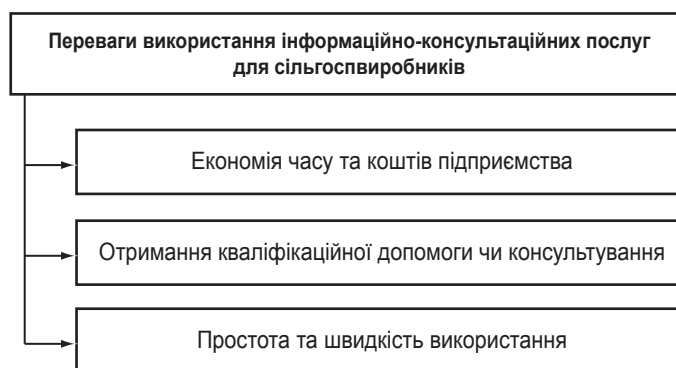 Переваги використання інформаційно-консультаційних послуг
для сільгоспвиробників
Економія часу та коштів підприємства
Отримання кваліфікаційної допомоги чи консультування
Простота та швидкість використання